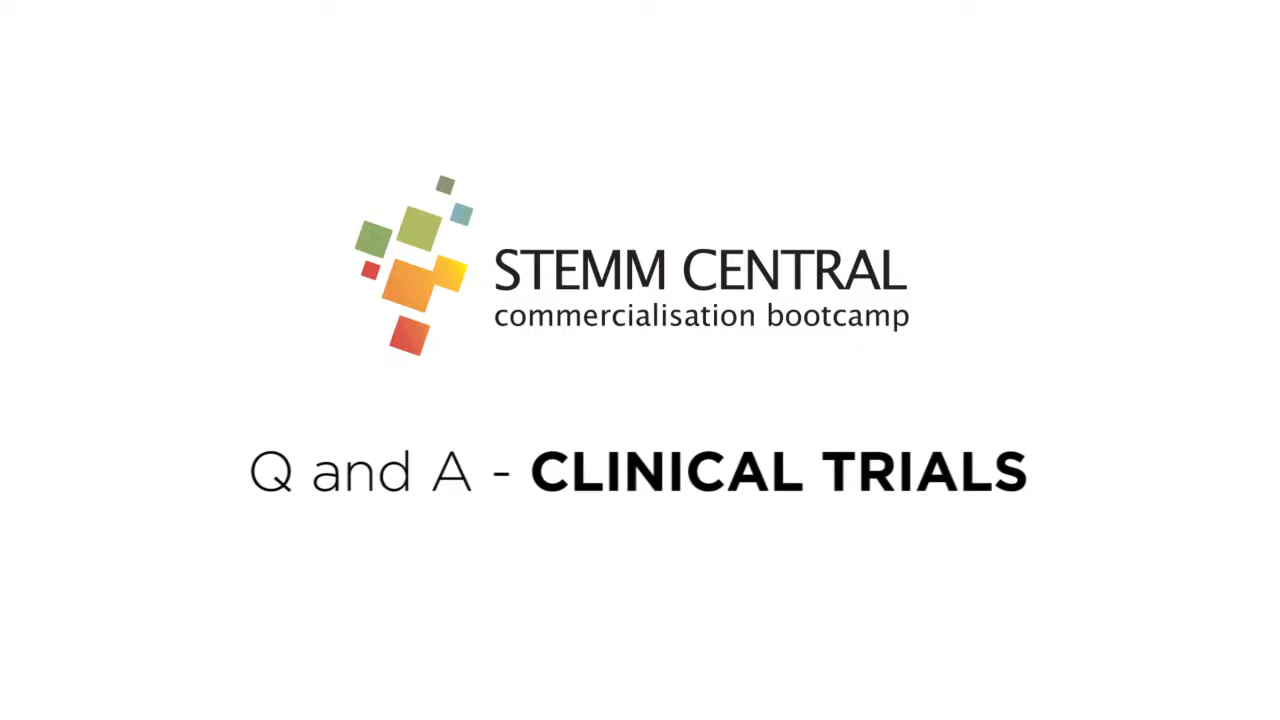 STEMM CENTRAL
commercialisation bootcamp
Q and A - CLINICAL TRIALS